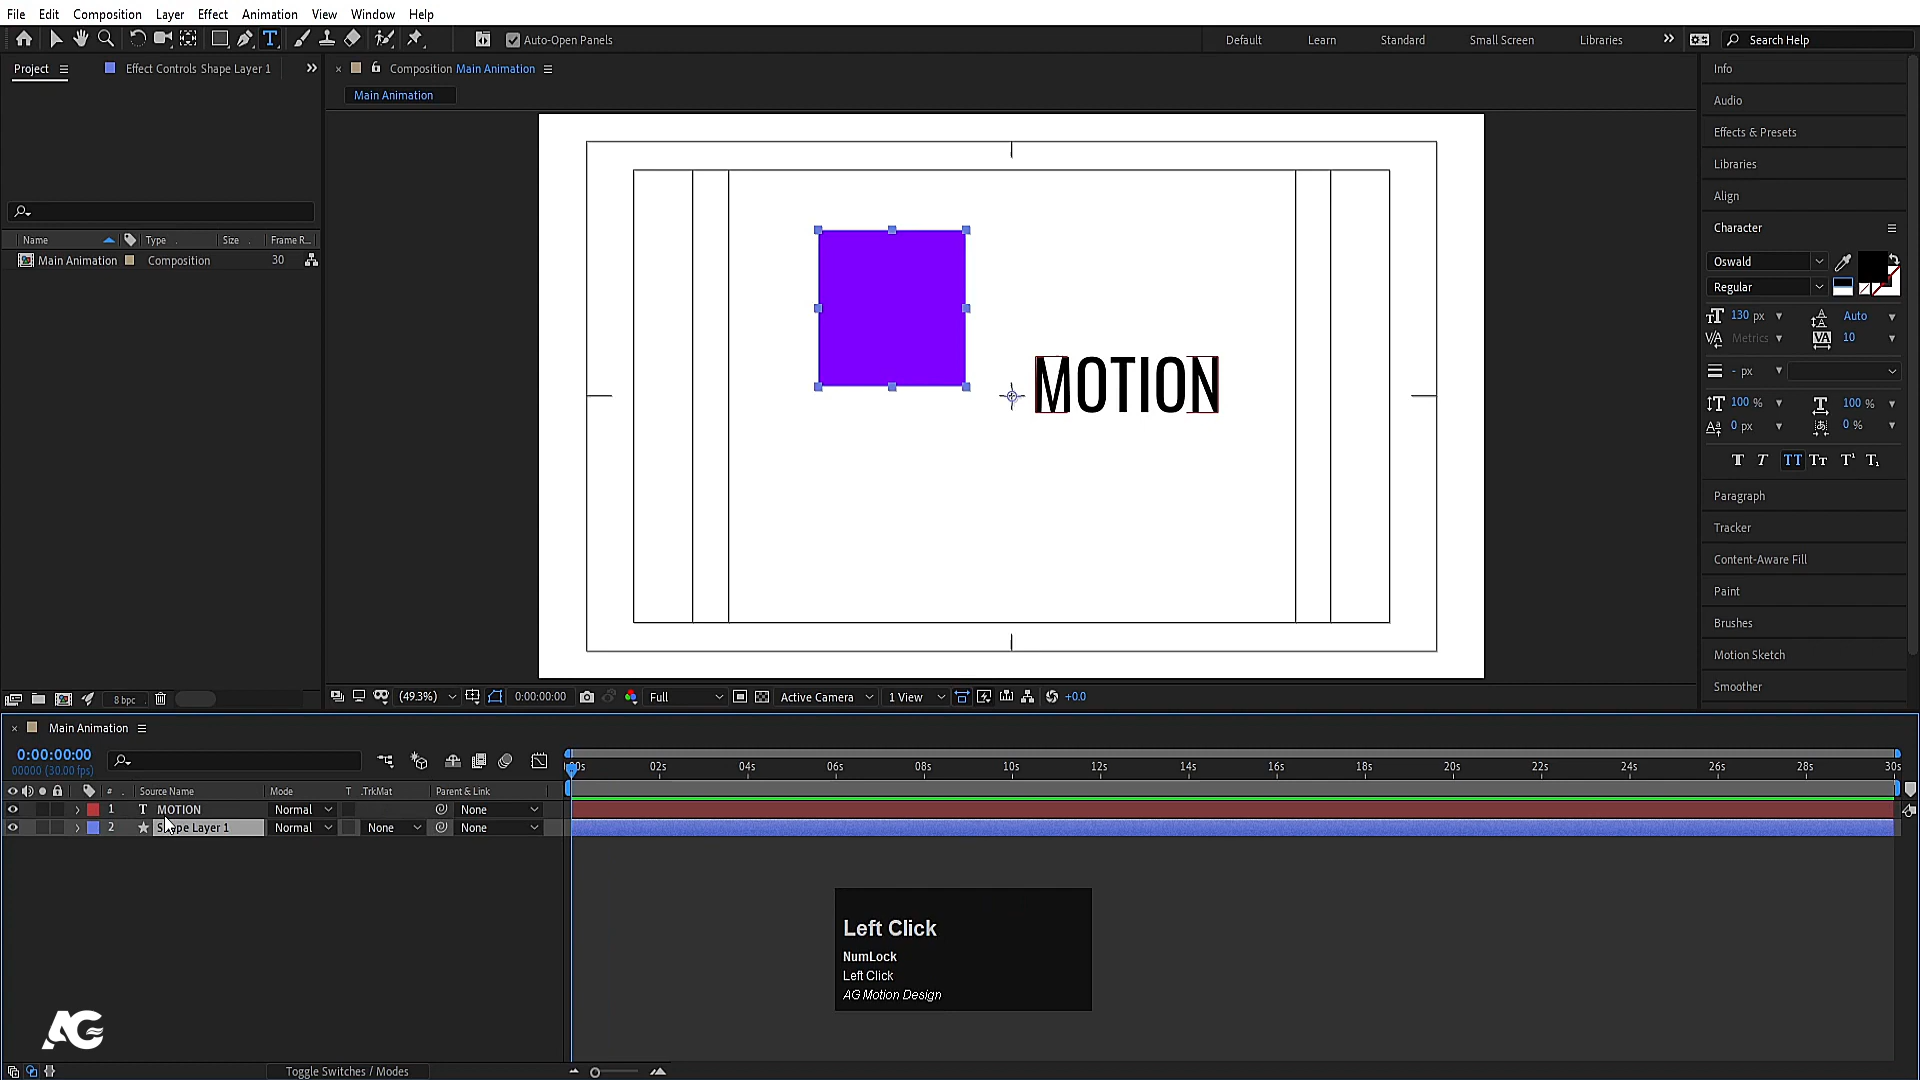 File Edit Composition Layer Effect Animation View Window Help
T Auto-Open Panels Default Learn Standard Small Screen Libraries Search Help
Project Effect Controls Shape Layer 1 Composition Main Animation Info
Main Animation
Audio
Effects & Presets
Libraries
Align
Character
Name Type Size Frame R...
Main Animation Composition 30
Oswald
Regular
130 px Auto
Metrics 10
- px
100 % 100 %
0 px 0 %
T T TT Tт T¹ T₁
MOTION
Paragraph
Tracker
Content-Aware Fill
Paint
Brushes
Motion Sketch
Smoother
8 bpc (49.3%) 0:00:00:00 Full Active Camera 1 View +0.0
Main Animation
0:00:00:00
00000 (30.00 fps)
:00s 02s 04s 06s 08s 10s 12s 14s 16s 18s 20s 22s 24s 26s 28s 30s
# Source Name Mode T .TrkMat Parent & Link
1 T MOTION Normal None
2 Shape Layer 1 Normal None None
Left Click
NumLock
Left Click
AG Motion Design
AG
Toggle Switches / Modes